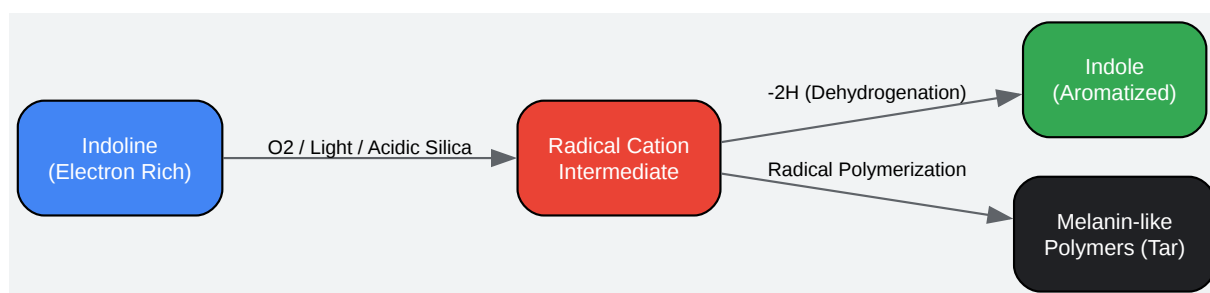 Indoline
(Electron Rich)
O2 / Light / Acidic Silica
Radical Cation
Intermediate
-2H (Dehydrogenation)
Radical Polymerization
Indole
(Aromatized)
Melanin-like
Polymers (Tar)